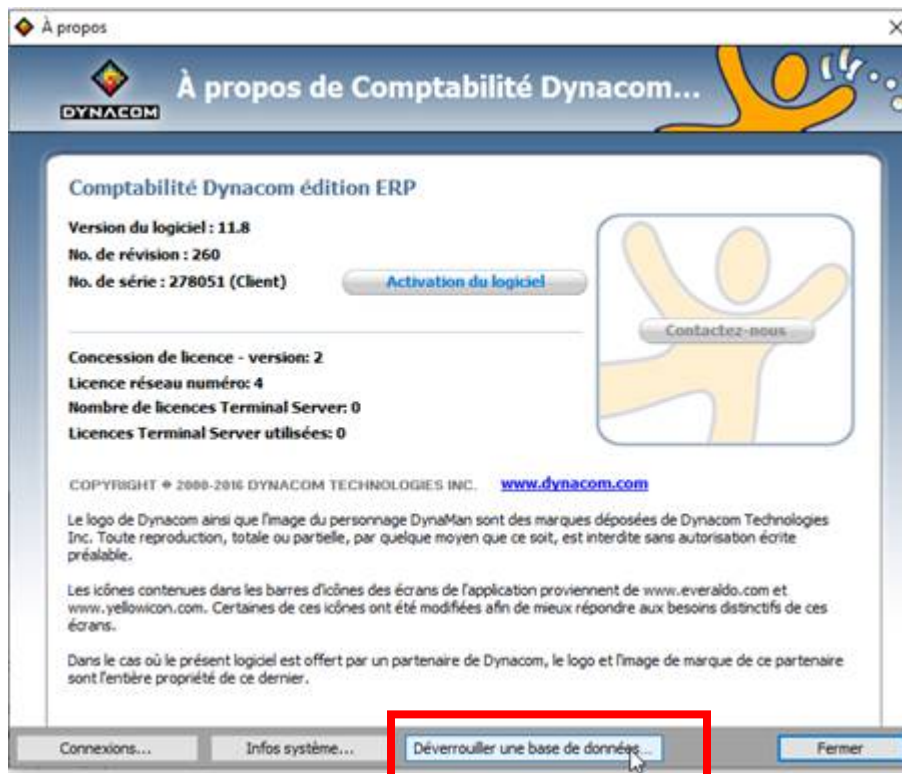 À propos
DYNACOM
À propos de Comptabilité Dynacom...
Comptabilité Dynacom édition ERP
Version du logiciel : 11.8
No. de révision : 260
No. de série : 278051 (Client)
Activation du logiciel
Contactez-nous
Concession de licence - version: 2
Licence réseau numéro: 4
Nombre de licences Terminal Server: 0
Licences Terminal Server utilisées: 0
COPYRIGHT © 2000-2016 DYNACOM TECHNOLOGIES INC. www.dynacom.com
Le logo de Dynacom ainsi que l'image du personnage DynaMan sont des marques déposées de Dynacom Technologies
Inc. Toute reproduction, totale ou partielle, par quelque moyen que ce soit, est interdite sans autorisation écrite
préalable.
Les icônes contenues dans les barres d'icônes des écrans de l'application proviennent de www.everaldo.com et
www.yellowicon.com. Certaines de ces icônes ont été modifiées afin de mieux répondre aux besoins distinctifs de ces
écrans.
Dans le cas où le présent logiciel est offert par un partenaire de Dynacom, le logo et l'image de marque de ce partenaire
sont l'entière propriété de ce dernier.
Connexions... Infos système... Déverrouiller une base de données... Fermer